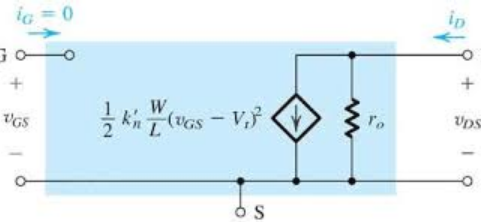 i_G = 0
i_D
G
+
+
v_GS
1/2 k'_n W/L (v_GS − V_t)²
r_o
v_DS
−
−
S